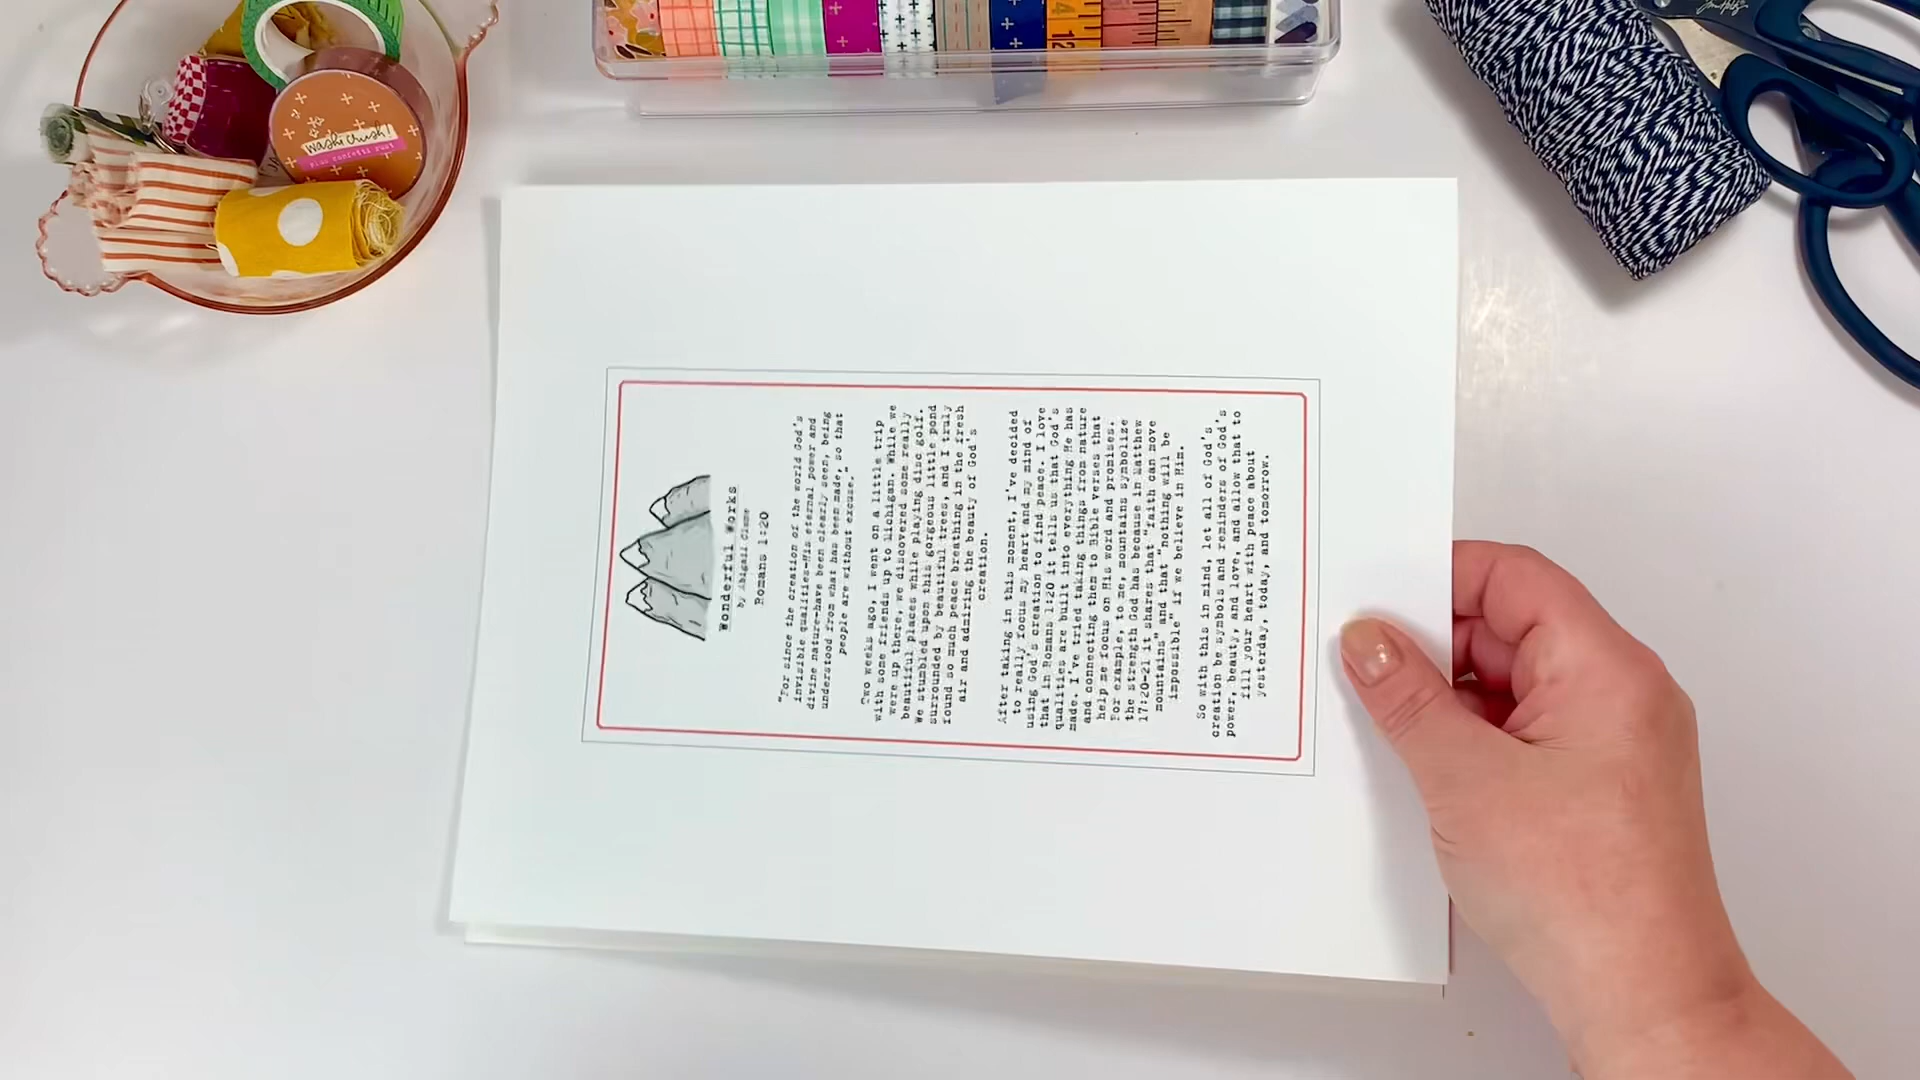 washi crush!
plus confetti rust
12
4
Tim Holtz
Wonderful Works
by Abigail Clame
Romans 1:20
"For since the creation of the world God's
invisible qualities-His eternal power and
divine nature-have been clearly seen, being
understood from what has been made, so that
people are without excuse."
Two weeks ago, I went on a little trip
with some friends up to Michigan. While we
were up there, we discovered some really
beautiful places while playing disc golf.
We stumbled upon this gorgeous little pond
surrounded by beautiful trees, and I truly
found so much peace breathing in the fresh
air and admiring the beauty of God's
creation.
After taking in this moment, I've decided
to really focus my heart and my mind of
using God's creation to find peace. I love
that in Romans 1:20 it tells us that God's
qualities are built into everything He has
made. I've tried taking things from nature
and connecting them to Bible verses that
help me focus on His word and promises.
For example, to me, mountains symbolize
the strength God has because in Matthew
17:20-21 it shares that "faith can move
mountains" and that "nothing will be
impossible" if we believe in Him.
So with this in mind, let all of God's
creation be symbols and reminders of God's
power, beauty, and love, and allow that to
fill your heart with peace about
yesterday, today, and tomorrow.